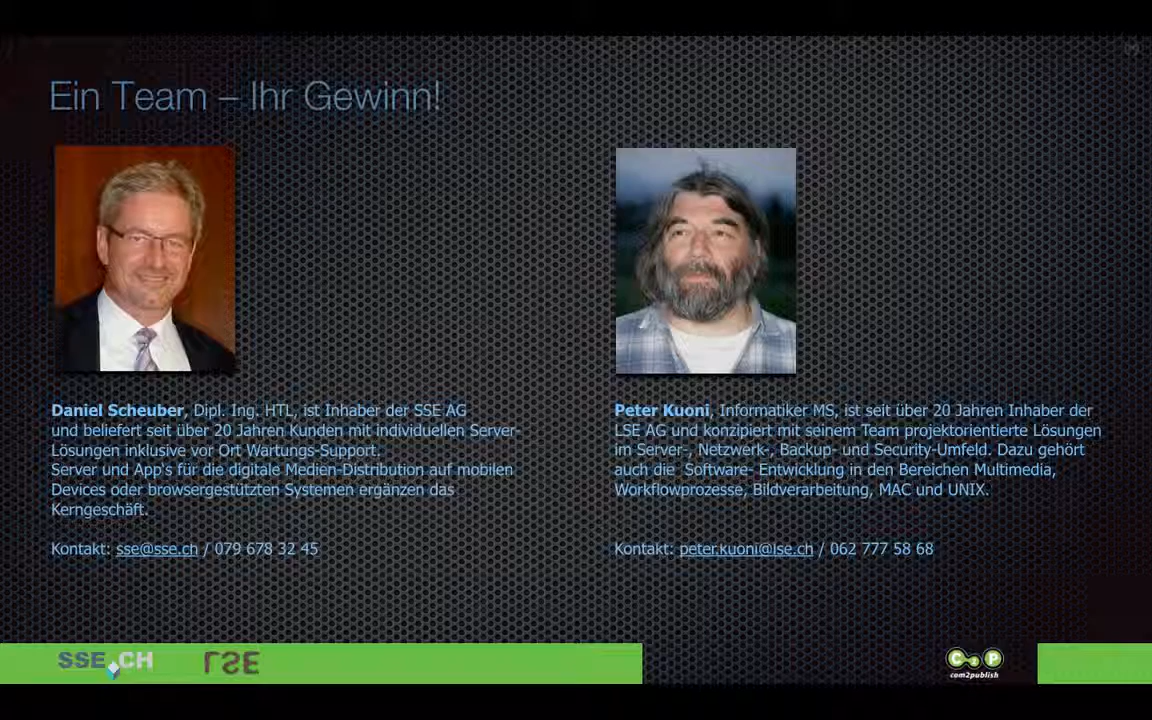 Ein Team – Ihr Gewinn!
Daniel Scheuber, Dipl. Ing. HTL, ist Inhaber der SSE AG
und beliefert seit über 20 Jahren Kunden mit individuellen Server-
Lösungen inklusive vor Ort Wartungs-Support.
Server und App's für die digitale Medien-Distribution auf mobilen
Devices oder browsergestützten Systemen ergänzen das
Kerngeschäft.
Kontakt: sse@sse.ch / 079 678 32 45
Peter Kuoni, Informatiker MS, ist seit über 20 Jahren Inhaber der
LSE AG und konzipiert mit seinem Team projektorientierte Lösungen
im Server-, Netzwerk-, Backup- und Security-Umfeld. Dazu gehört
auch die  Software- Entwicklung in den Bereichen Multimedia,
Workflowprozesse, Bildverarbeitung, MAC und UNIX.
Kontakt: peter.kuoni@lse.ch / 062 777 58 68
SSE.CH
LSE
C2P
com2publish